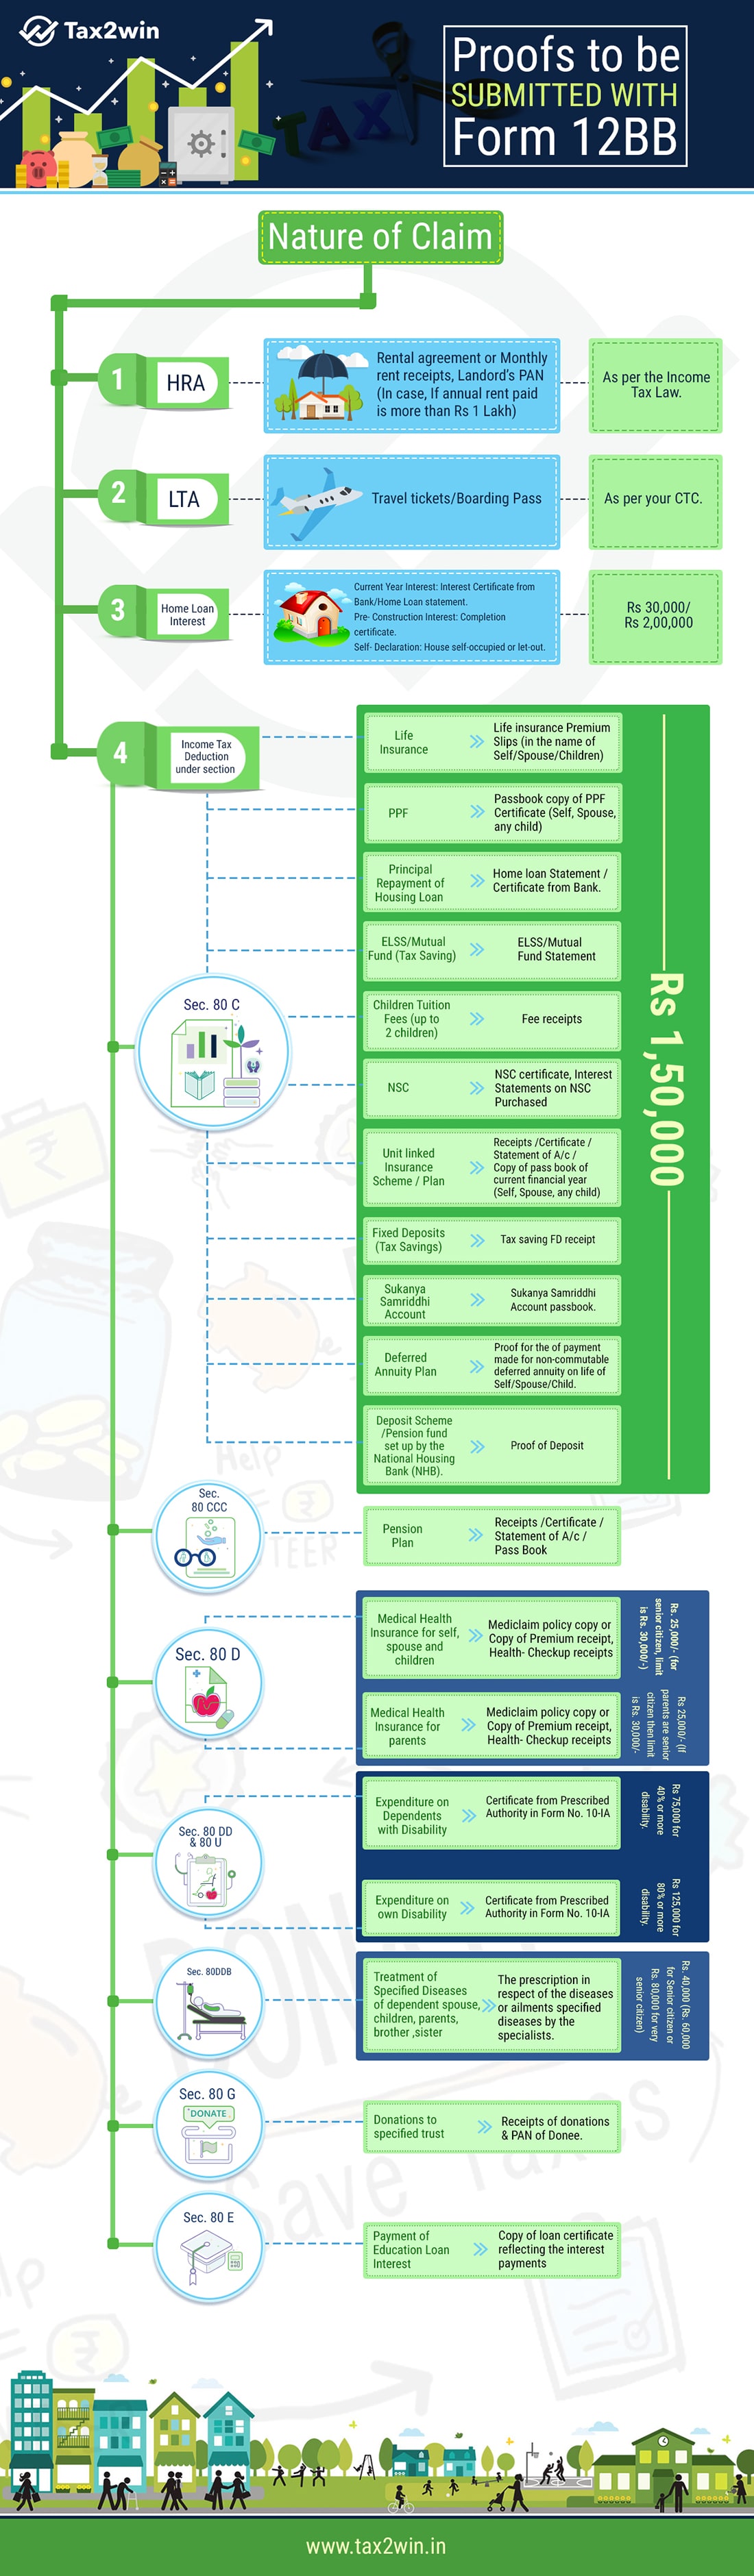 Tax2win
TAX
Proofs to be
SUBMITTED WITH
Form 12BB
Nature of Claim
1
HRA
Rental agreement or Monthly
rent receipts, Landord's PAN
(In case, If annual rent paid
is more than Rs 1 Lakh)
As per the Income
Tax Law.
2
LTA
Travel tickets/Boarding Pass
As per your CTC.
3
Home Loan
Interest
Current Year Interest: Interest Certificate from
Bank/Home Loan statement.
Pre- Construction Interest: Completion
certificate.
Self- Declaration: House self-occupied or let-out.
Rs 30,000/
Rs 2,00,000
4
Income Tax
Deduction
under section
Sec. 80 C
Life
Insurance
Life insurance Premium
Slips (in the name of
Self/Spouse/Children)
PPF
Passbook copy of PPF
Certificate (Self, Spouse,
any child)
Principal
Repayment of
Housing Loan
Home loan Statement /
Certificate from Bank.
ELSS/Mutual
Fund (Tax Saving)
ELSS/Mutual
Fund Statement
Children Tuition
Fees (up to
2 children)
Fee receipts
NSC
NSC certificate, Interest
Statements on NSC
Purchased
Unit linked
Insurance
Scheme / Plan
Receipts /Certificate /
Statement of A/c /
Copy of pass book of
current financial year
(Self, Spouse, any child)
Fixed Deposits
(Tax Savings)
Tax saving FD receipt
Sukanya
Samriddhi
Account
Sukanya Samriddhi
Account passbook.
Deferred
Annuity Plan
Proof for the of payment
made for non-commutable
deferred annuity on life of
Self/Spouse/Child.
Deposit Scheme
/Pension fund
set up by the
National Housing
Bank (NHB).
Proof of Deposit
Rs 1,50,000
Help
TEER
Sec.
80 CCC
Pension
Plan
Receipts /Certificate /
Statement of A/c /
Pass Book
Sec. 80 D
Medical Health
Insurance for self,
spouse and
children
Mediclaim policy copy or
Copy of Premium receipt,
Health- Checkup receipts
Rs. 25,000/- (for
senior citizen, limit
is Rs. 30,000/-)
Medical Health
Insurance for
parents
Mediclaim policy copy or
Copy of Premium receipt,
Health- Checkup receipts
Rs 25,000/- (If
parents are senior
citizen then limit
is Rs. 30,000/-
Sec. 80 DD
& 80 U
Expenditure on
Dependents
with Disability
Certificate from Prescribed
Authority in Form No. 10-IA
Rs 75,000 for
40% or more
disability.
Expenditure on
own Disability
Certificate from Prescribed
Authority in Form No. 10-IA
Rs 125,000 for
80% or more
disability.
Sec. 80DDB
Treatment of
Specified Diseases
of dependent spouse,
children, parents,
brother ,sister
The prescription in
respect of the diseases
or ailments specified
diseases by the
specialists.
Rs. 40,000 (Rs. 60,000
for Senior citizen or
Rs. 80,000 for very
senior citizen)
Sec. 80 G
DONATE
Donations to
specified trust
Receipts of donations
& PAN of Donee.
Save Taxes
Sec. 80 E
Payment of
Education Loan
Interest
Copy of loan certificate
reflecting the interest
payments
www.tax2win.in